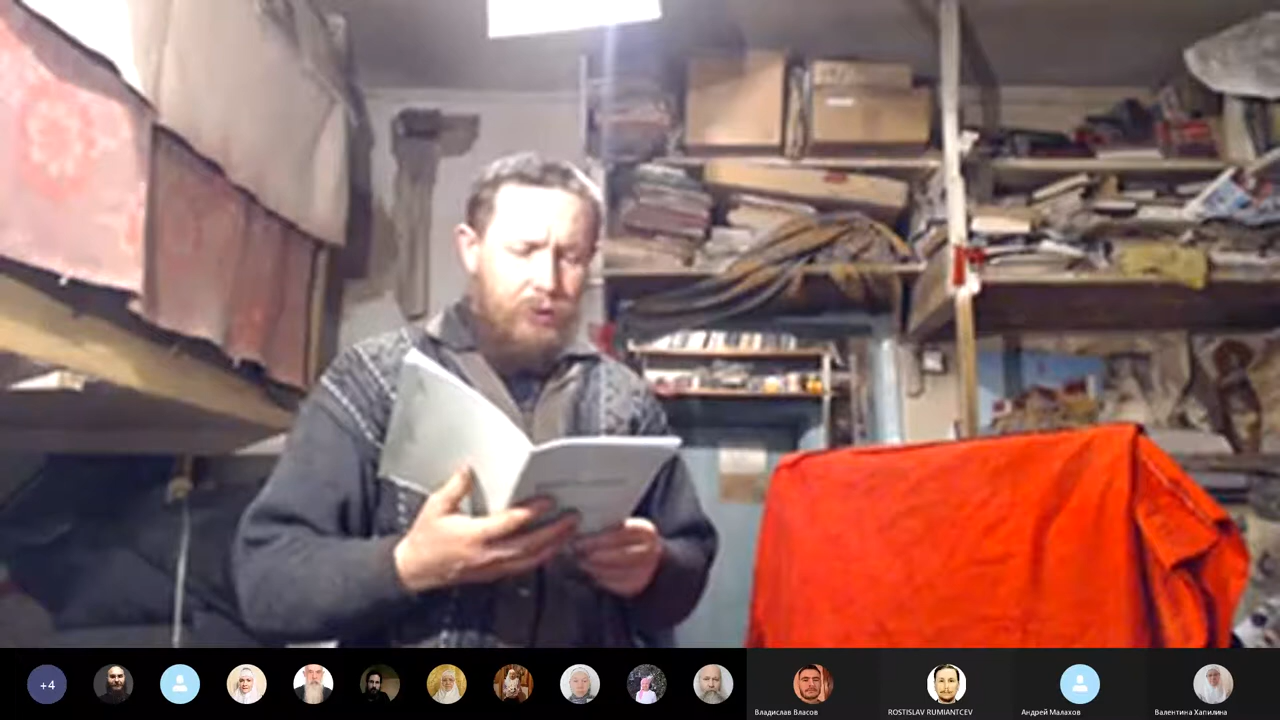 +4
Владислав Власов
ROSTISLAV RUMIANTCEV
Андрей Малахов
Валентина Хапилина